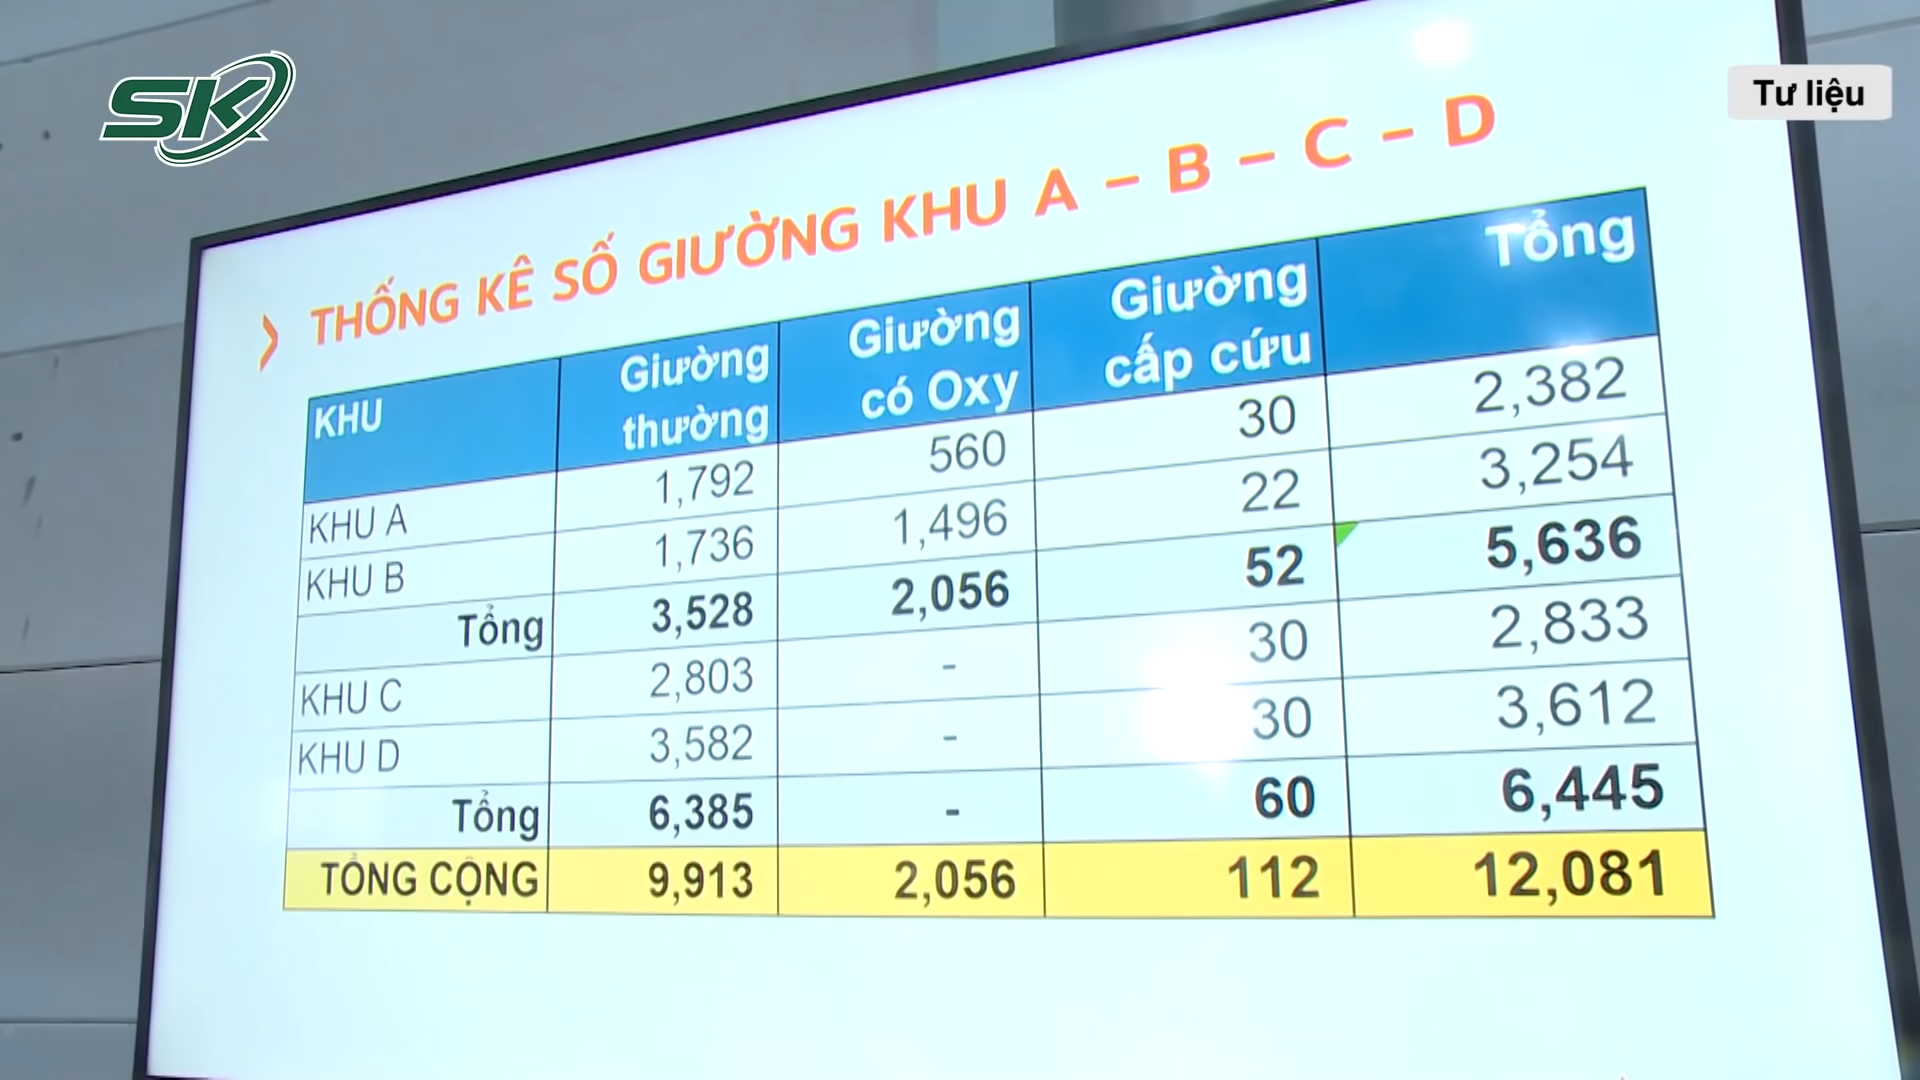 SK
Tư liệu
THỐNG KÊ SỐ GIƯỜNG KHU A – B – C – D
KHU Giường thường Giường có Oxy Giường cấp cứu Tổng
KHU A 1,792 560 30 2,382
KHU B 1,736 1,496 22 3,254
Tổng 3,528 2,056 52 5,636
KHU C 2,803 - 30 2,833
KHU D 3,582 - 30 3,612
Tổng 6,385 - 60 6,445
TỔNG CỘNG 9,913 2,056 112 12,081